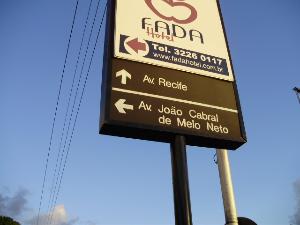 FADA
Hotel
Tel. 3226 0117
www.fadahotel.com.br
Av. Recife
Av. João Cabral
de Melo Neto